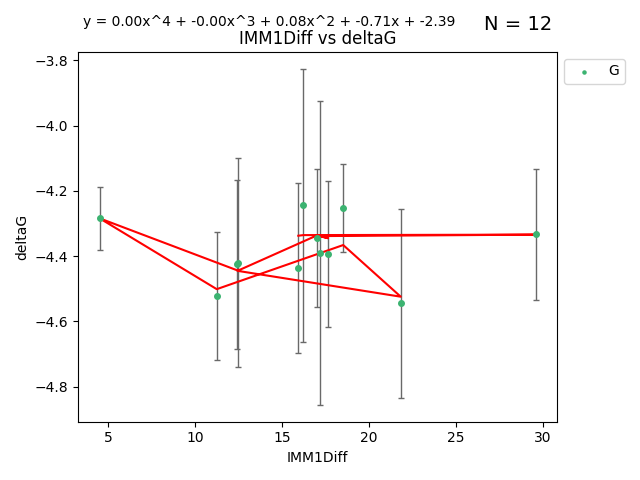 y = 0.00x^4 + -0.00x^3 + 0.08x^2 + -0.71x + -2.39
N = 12
IMM1Diff vs deltaG
G
−3.8
−4.0
−4.2
−4.4
−4.6
−4.8
deltaG
5 10 15 20 25 30
IMM1Diff